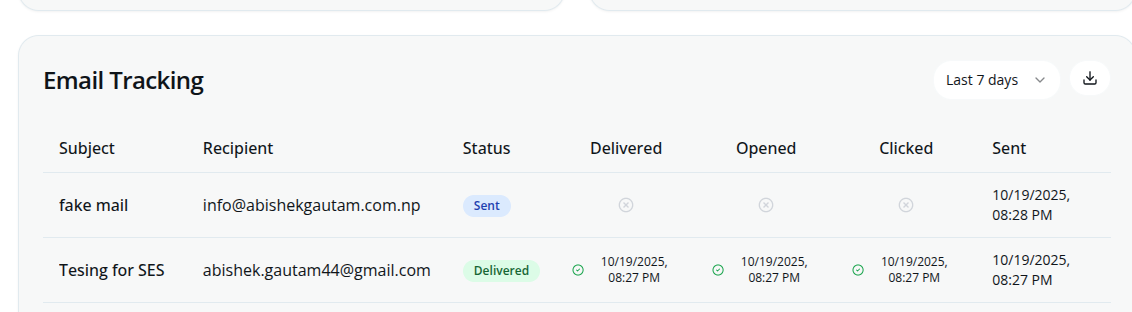 Email Tracking
Last 7 days
Subject Recipient Status Delivered Opened Clicked Sent
fake mail info@abishekgautam.com.np Sent 10/19/2025,
08:28 PM
Tesing for SES abishek.gautam44@gmail.com Delivered 10/19/2025, 10/19/2025, 10/19/2025, 10/19/2025,
08:27 PM 08:27 PM 08:27 PM 08:27 PM